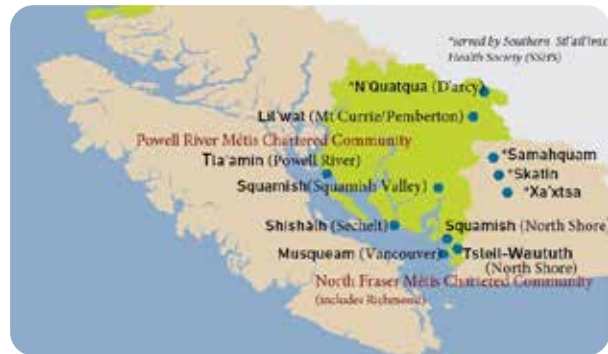 *served by Southern Stl'atl'imx
Health Society (SSHS)
*N'Quatqua (D'arcy)
Lil'wat (Mt Currie/Pemberton)
Powell River Métis Chartered Community
Tla'amin (Powell River)
*Samahquam
*Skatin
*Xa'xtsa
Squamish(Squamish Valley)
Shishalh (Sechelt)
Squamish (North Shore)
Musqueam (Vancouver)
Tsleil-Waututh
(North Shore)
North Fraser Métis Chartered Community
(includes Richmond)